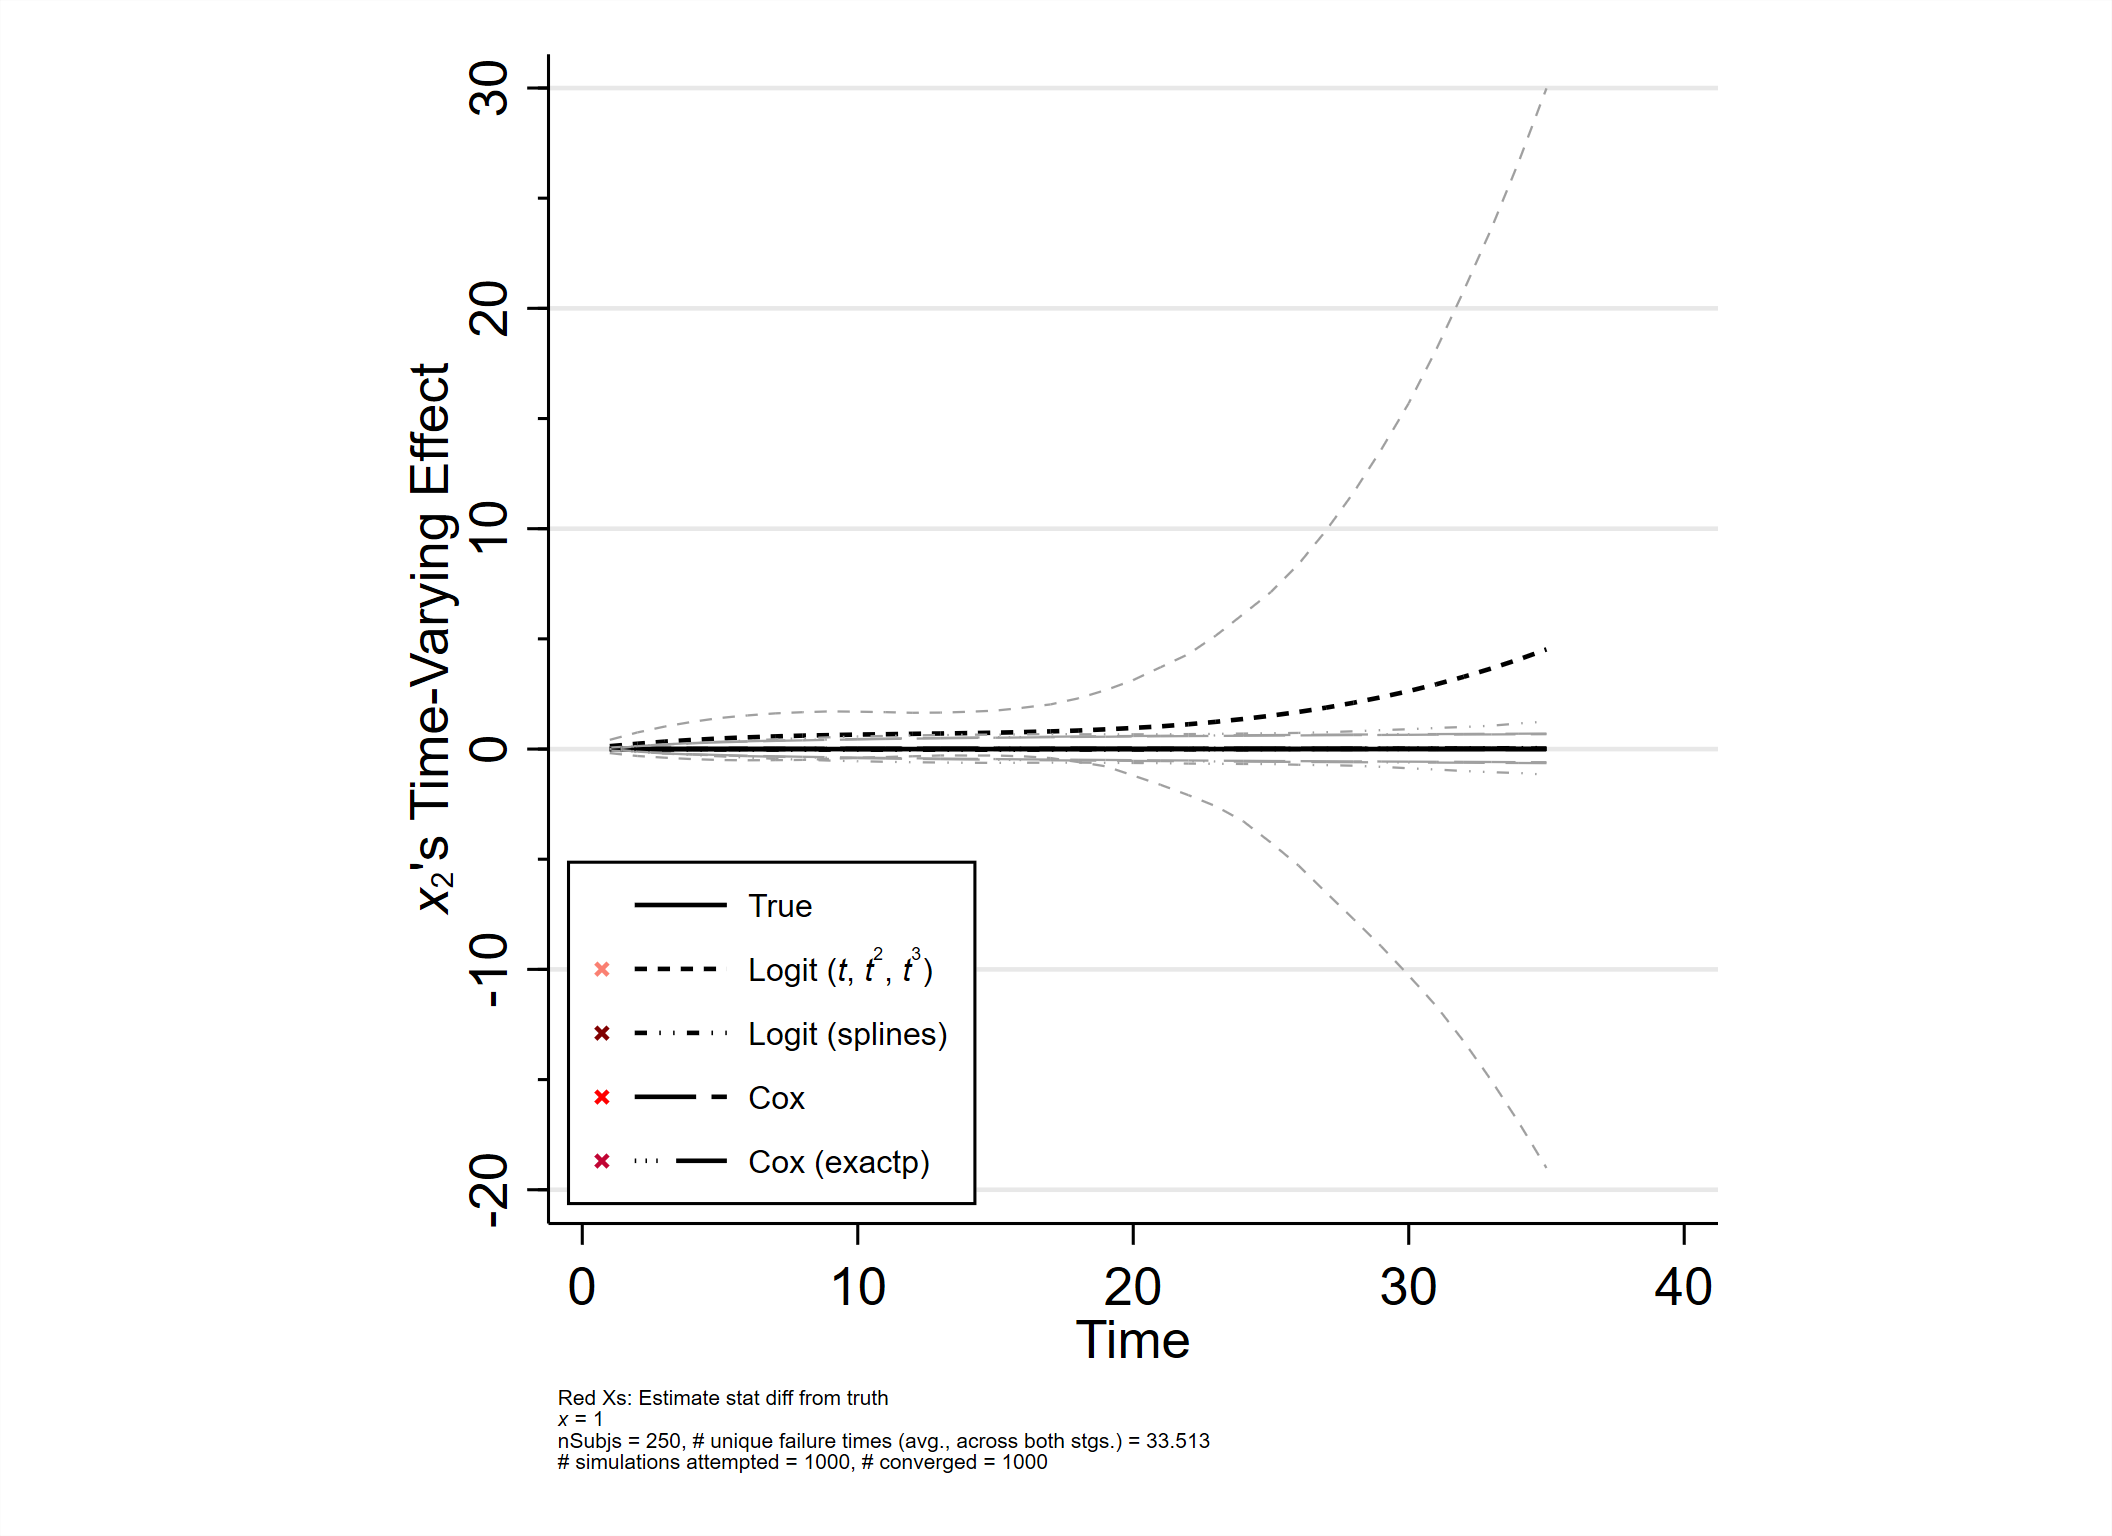 30
20
10
0
-10
-20
x₂'s Time-Varying Effect
True
Logit (t, t², t³)
Logit (splines)
Cox
Cox (exactp)
0 10 20 30 40
Time
Red Xs: Estimate stat diff from truth
x = 1
nSubjs = 250, # unique failure times (avg., across both stgs.) = 33.513
# simulations attempted = 1000, # converged = 1000